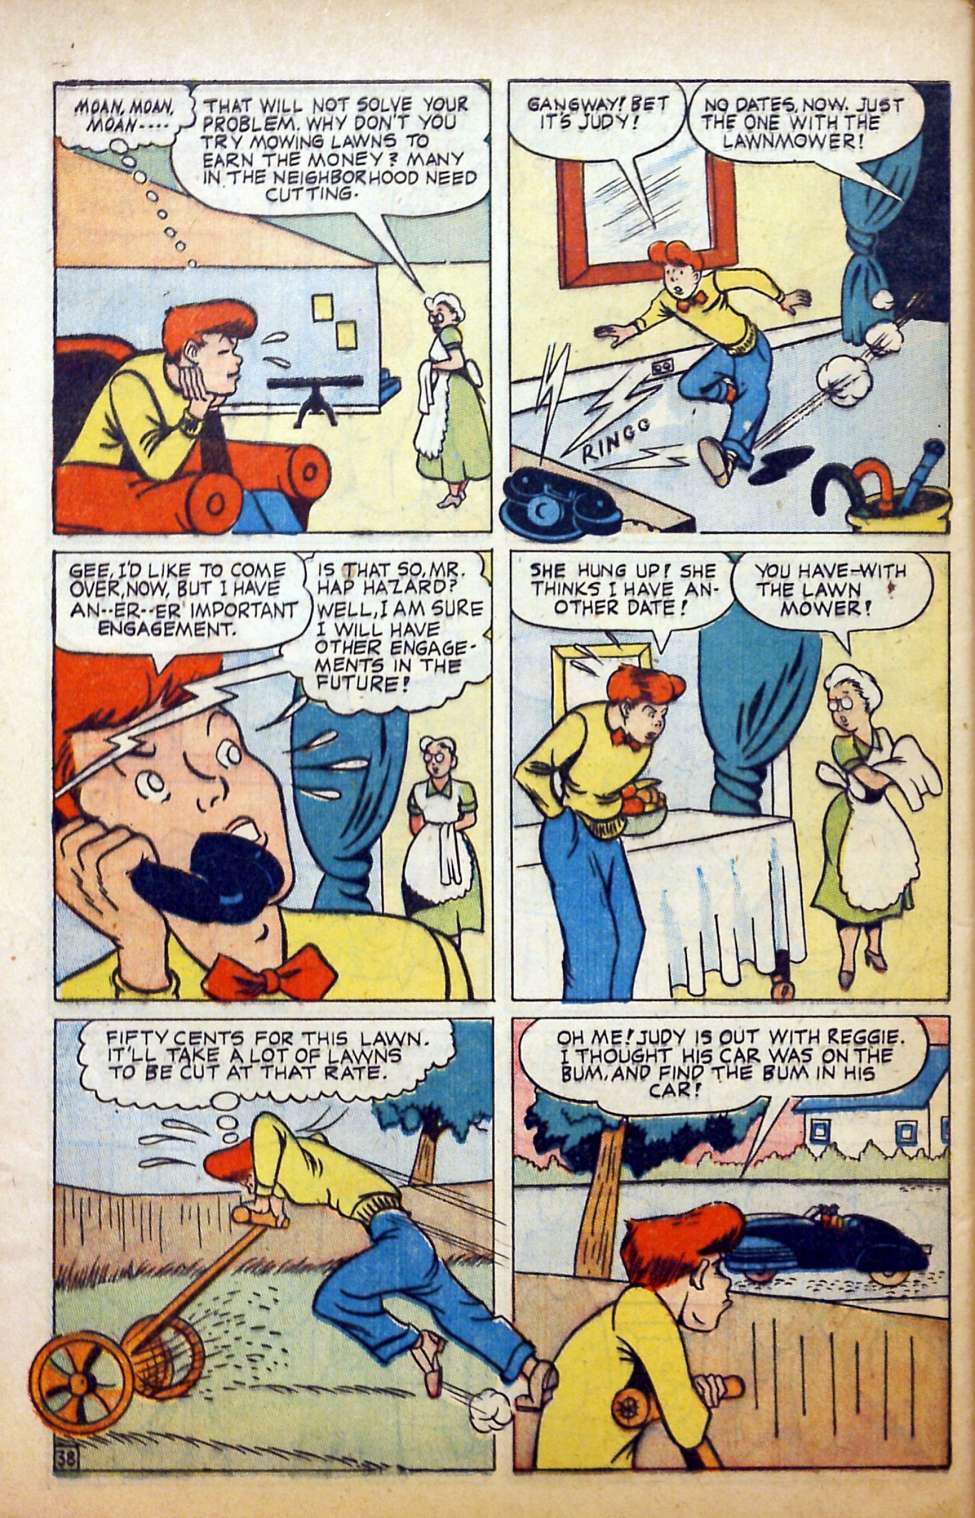 MOAN, MOAN,
MOAN----
THAT WILL NOT SOLVE YOUR
PROBLEM. WHY DON'T YOU
TRY MOWING LAWNS TO
EARN THE MONEY? MANY
IN THE NEIGHBORHOOD NEED
CUTTING.
GANGWAY! BET
IT'S JUDY!
NO DATES, NOW. JUST
THE ONE WITH THE
LAWNMOWER!
RINGG
GEE, I'D LIKE TO COME
OVER, NOW, BUT I HAVE
AN--ER--ER IMPORTANT
ENGAGEMENT.
IS THAT SO, MR.
HAP HAZARD?
WELL, I AM SURE
I WILL HAVE
OTHER ENGAGE-
MENTS IN THE
FUTURE!
SHE HUNG UP! SHE
THINKS I HAVE AN-
OTHER DATE!
YOU HAVE—WITH
THE LAWN
MOWER!
FIFTY CENTS FOR THIS LAWN.
IT'LL TAKE A LOT OF LAWNS
TO BE CUT AT THAT RATE.
OH ME! JUDY IS OUT WITH REGGIE.
I THOUGHT HIS CAR WAS ON THE
BUM, AND FIND THE BUM IN HIS
CAR!
38